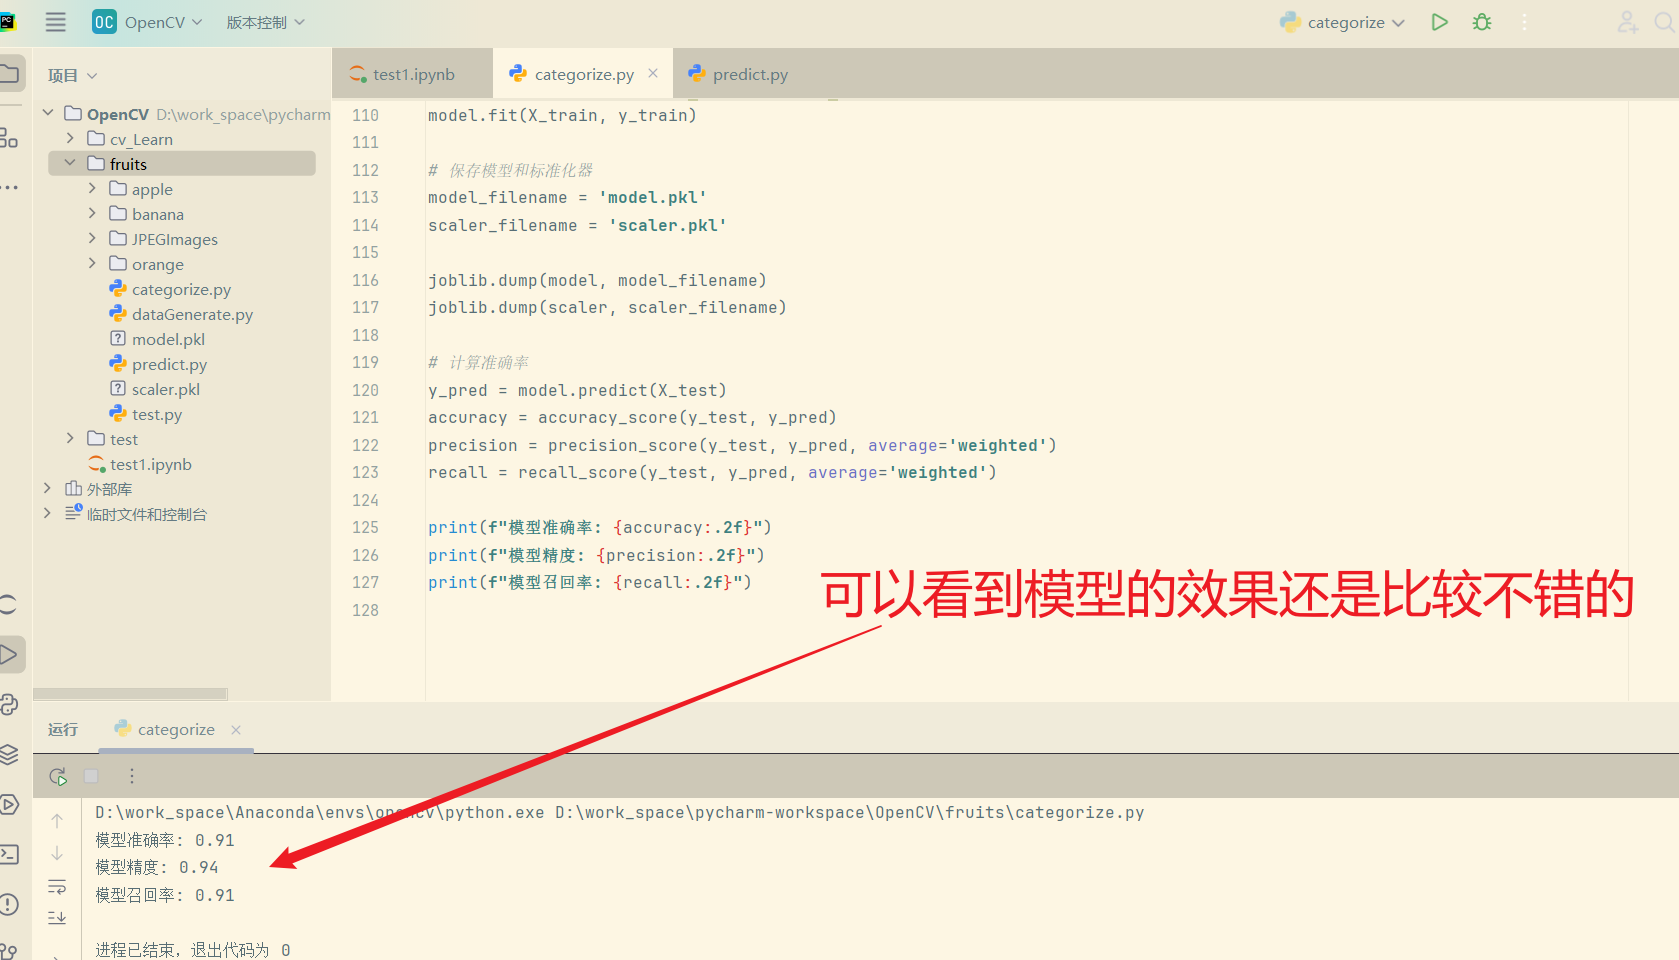 OC OpenCV 版本控制 categorize
项目 test1.ipynb categorize.py predict.py
OpenCV D:\work_space\pycharm
cv_Learn
fruits
apple
banana
JPEGImages
orange
categorize.py
dataGenerate.py
model.pkl
predict.py
scaler.pkl
test.py
test
test1.ipynb
外部库
临时文件和控制台
110 model.fit(X_train, y_train)
111
112 # 保存模型和标准化器
113 model_filename = 'model.pkl'
114 scaler_filename = 'scaler.pkl'
115
116 joblib.dump(model, model_filename)
117 joblib.dump(scaler, scaler_filename)
118
119 # 计算准确率
120 y_pred = model.predict(X_test)
121 accuracy = accuracy_score(y_test, y_pred)
122 precision = precision_score(y_test, y_pred, average='weighted')
123 recall = recall_score(y_test, y_pred, average='weighted')
124
125 print(f"模型准确率: {accuracy:.2f}")
126 print(f"模型精度: {precision:.2f}")
127 print(f"模型召回率: {recall:.2f}")
128
可以看到模型的效果还是比较不错的
运行 categorize
D:\work_space\Anaconda\envs\opencv\python.exe D:\work_space\pycharm-workspace\OpenCV\fruits\categorize.py
模型准确率: 0.91
模型精度: 0.94
模型召回率: 0.91
进程已结束，退出代码为 0